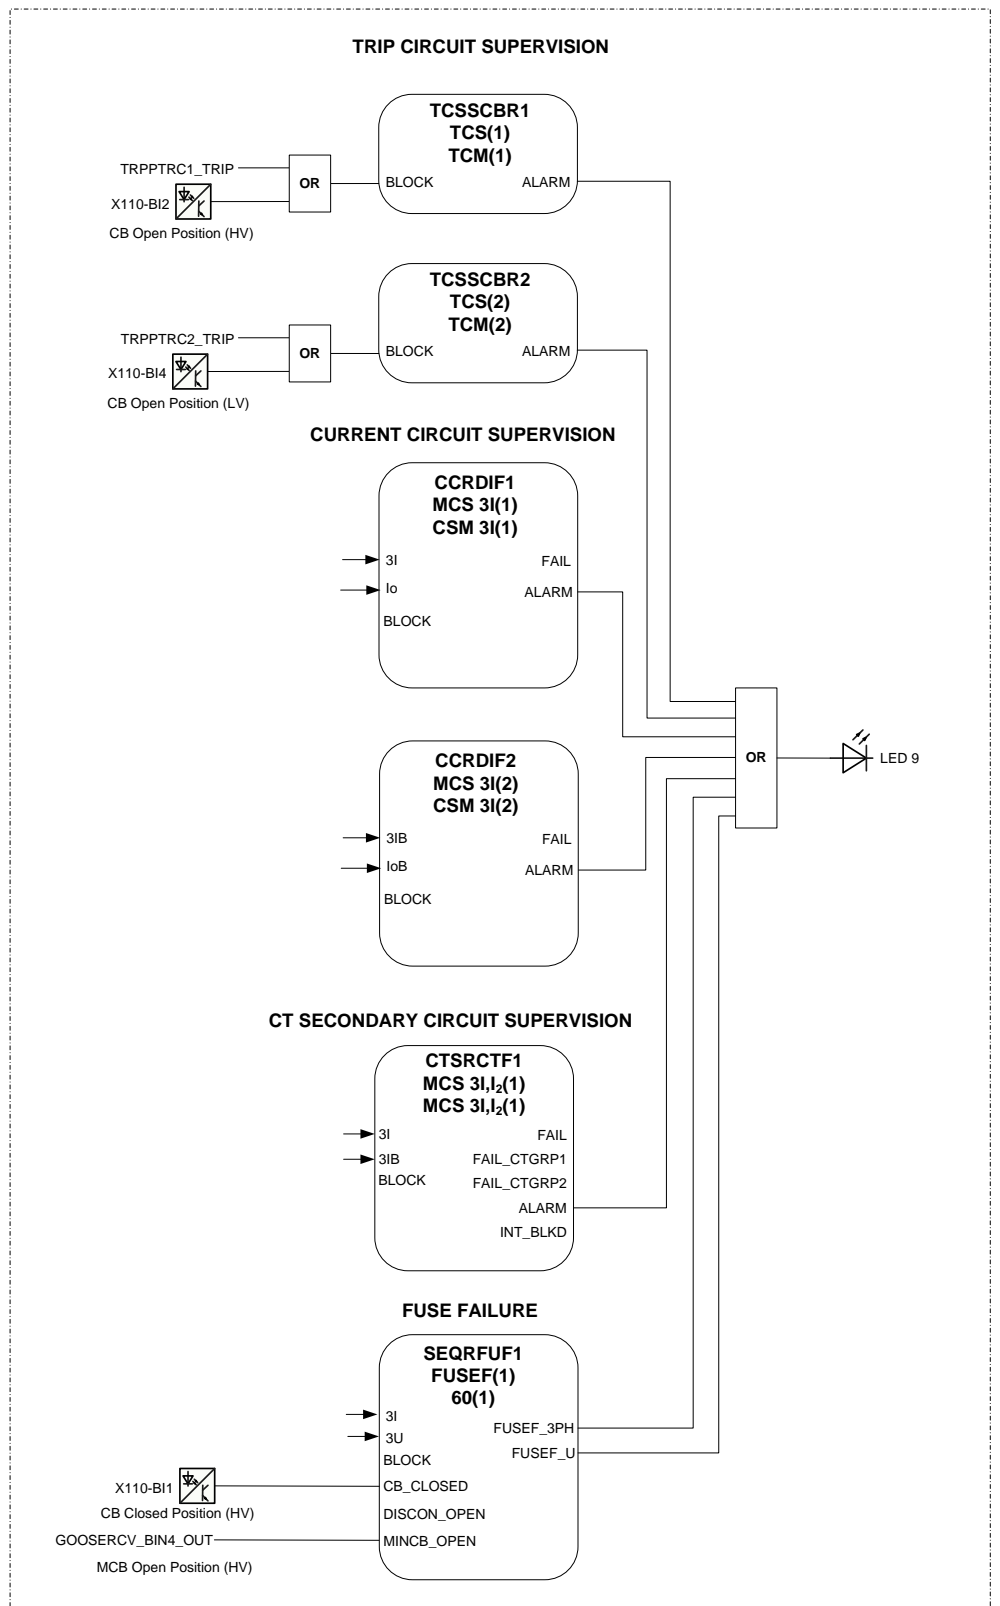 TRIP CIRCUIT SUPERVISION
TCSSCBR1
TCS(1)
TCM(1)
TRPPTRC1_TRIP
OR
BLOCK
ALARM
X110-BI2
CB Open Position (HV)
TCSSCBR2
TCS(2)
TCM(2)
TRPPTRC2_TRIP
OR
BLOCK
ALARM
X110-BI4
CB Open Position (LV)
CURRENT CIRCUIT SUPERVISION
CCRDIF1
MCS 3I(1)
CSM 3I(1)
3I
FAIL
Io
ALARM
BLOCK
OR
LED 9
CCRDIF2
MCS 3I(2)
CSM 3I(2)
3IB
FAIL
IoB
ALARM
BLOCK
CT SECONDARY CIRCUIT SUPERVISION
CTSRCTF1
MCS 3I,I₂(1)
MCS 3I,I₂(1)
3I
FAIL
3IB
FAIL_CTGRP1
BLOCK
FAIL_CTGRP2
ALARM
INT_BLKD
FUSE FAILURE
SEQRFUF1
FUSEF(1)
60(1)
3I
FUSEF_3PH
3U
FUSEF_U
BLOCK
X110-BI1
CB_CLOSED
CB Closed Position (HV)
DISCON_OPEN
GOOSERCV_BIN4_OUT
MINCB_OPEN
MCB Open Position (HV)